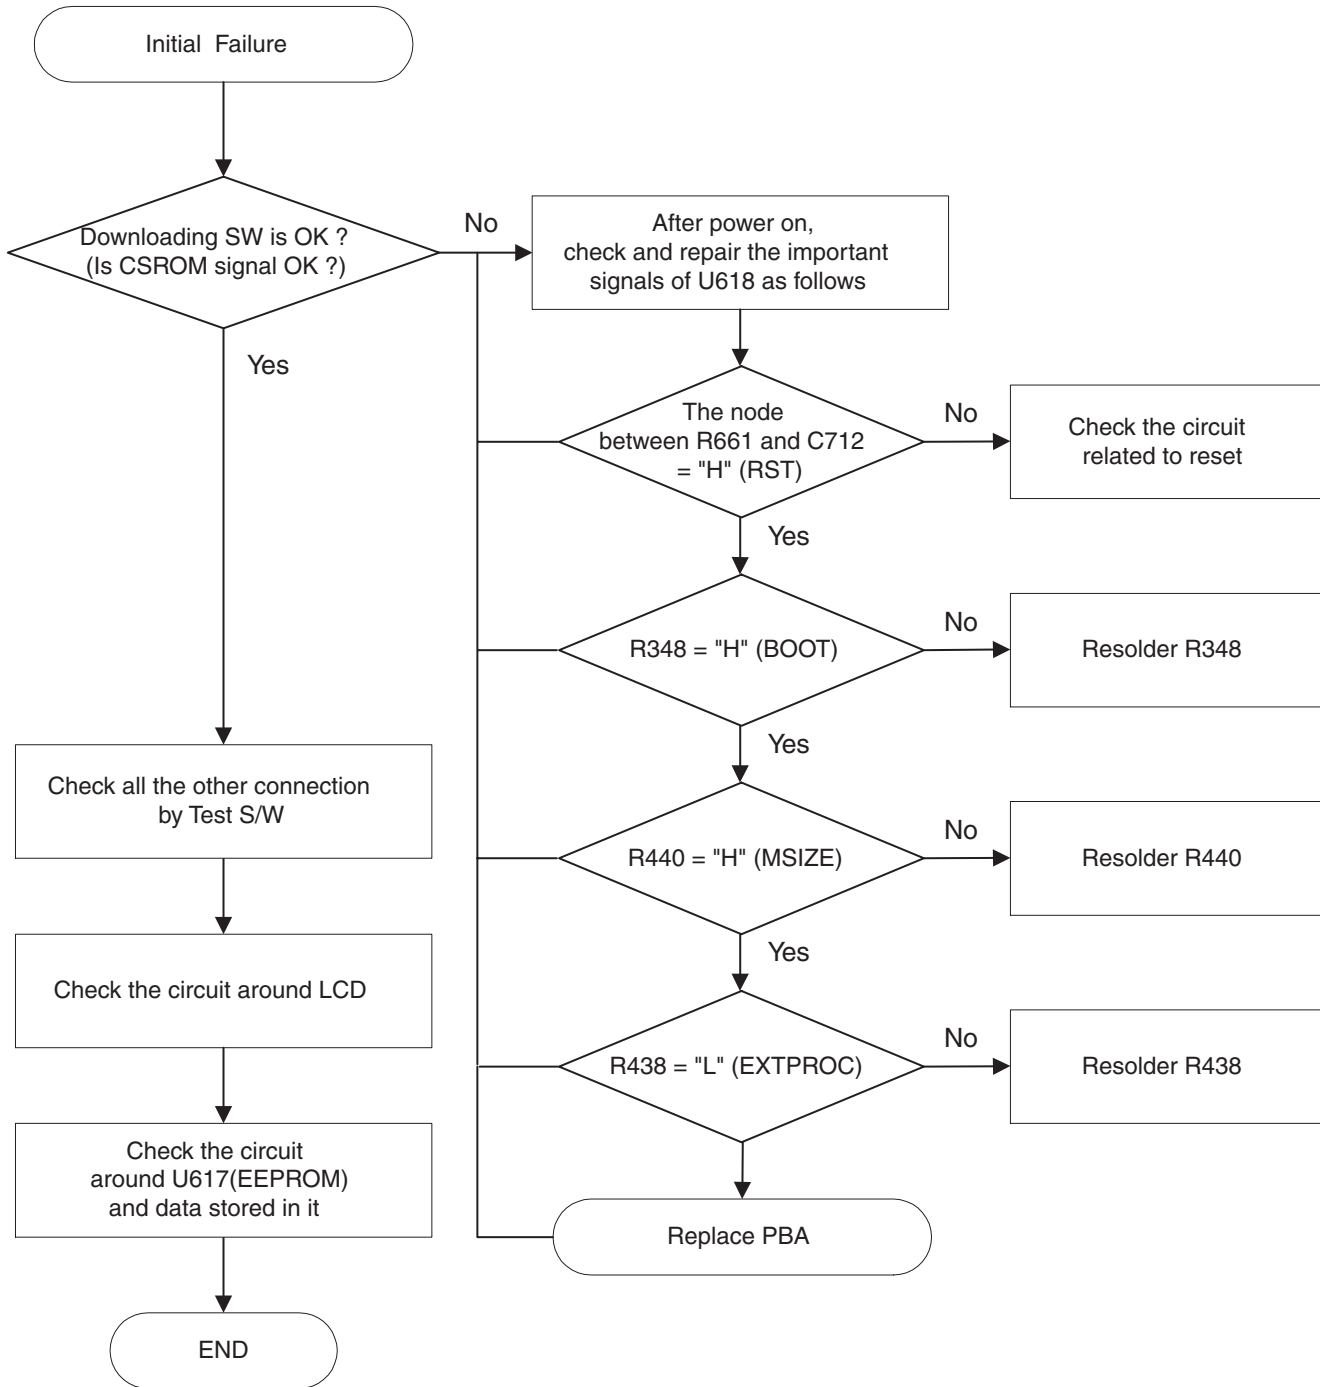 Initial Failure
Downloading SW is OK ?
(Is CSROM signal OK ?)
No
After power on,
check and repair the important
signals of U618 as follows
Yes
The node
between R661 and C712
= "H" (RST)
No
Check the circuit
related to reset
Yes
R348 = "H" (BOOT)
No
Resolder R348
Yes
Check all the other connection
by Test S/W
R440 = "H" (MSIZE)
No
Resolder R440
Yes
Check the circuit around LCD
R438 = "L" (EXTPROC)
No
Resolder R438
Check the circuit
around U617(EEPROM)
and data stored in it
Replace PBA
END